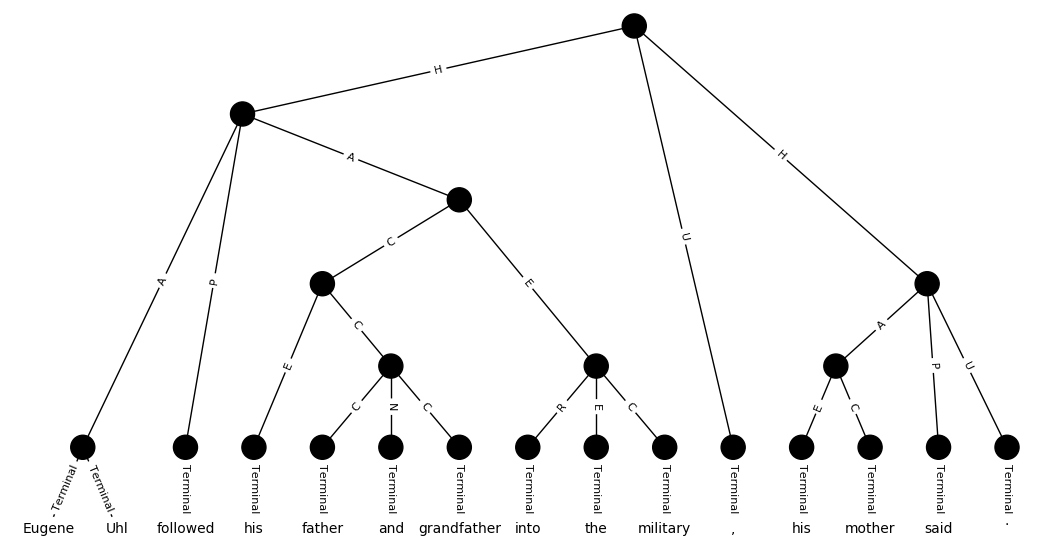 H
A
H
A
P
C
E
U
E
C
A
P
U
C
N
C
R
E
C
E
C
Terminal Terminal Terminal Terminal Terminal Terminal Terminal Terminal Terminal Terminal Terminal Terminal Terminal Terminal Terminal
Eugene Uhl followed his father and grandfather into the military , his mother said .